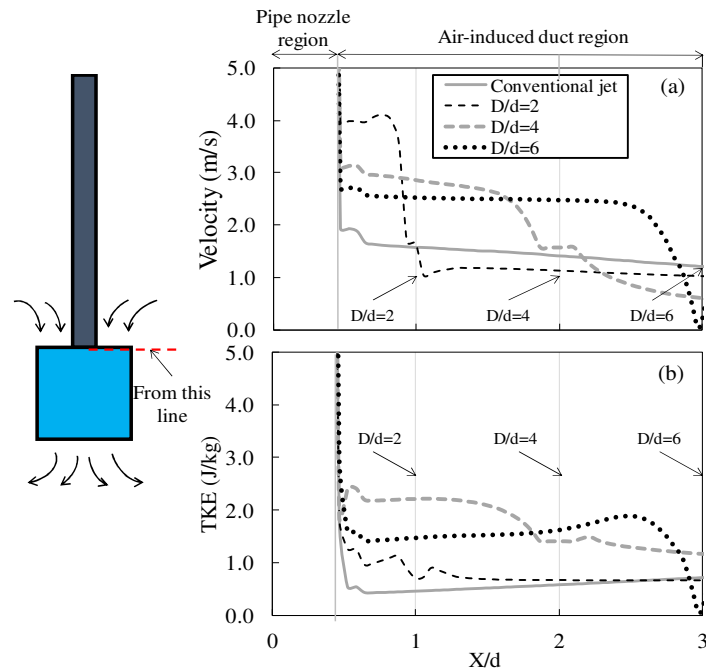 Pipe nozzle
region
Air-induced duct region
5.0
4.0
3.0
2.0
1.0
0.0
Velocity (m/s)
(a)
Conventional jet
D/d=2
D/d=4
D/d=6
D/d=2
D/d=4
D/d=6
From this
line
5.0
4.0
3.0
2.0
1.0
0.0
TKE (J/kg)
(b)
D/d=2
D/d=4
D/d=6
0
1
2
3
X/d